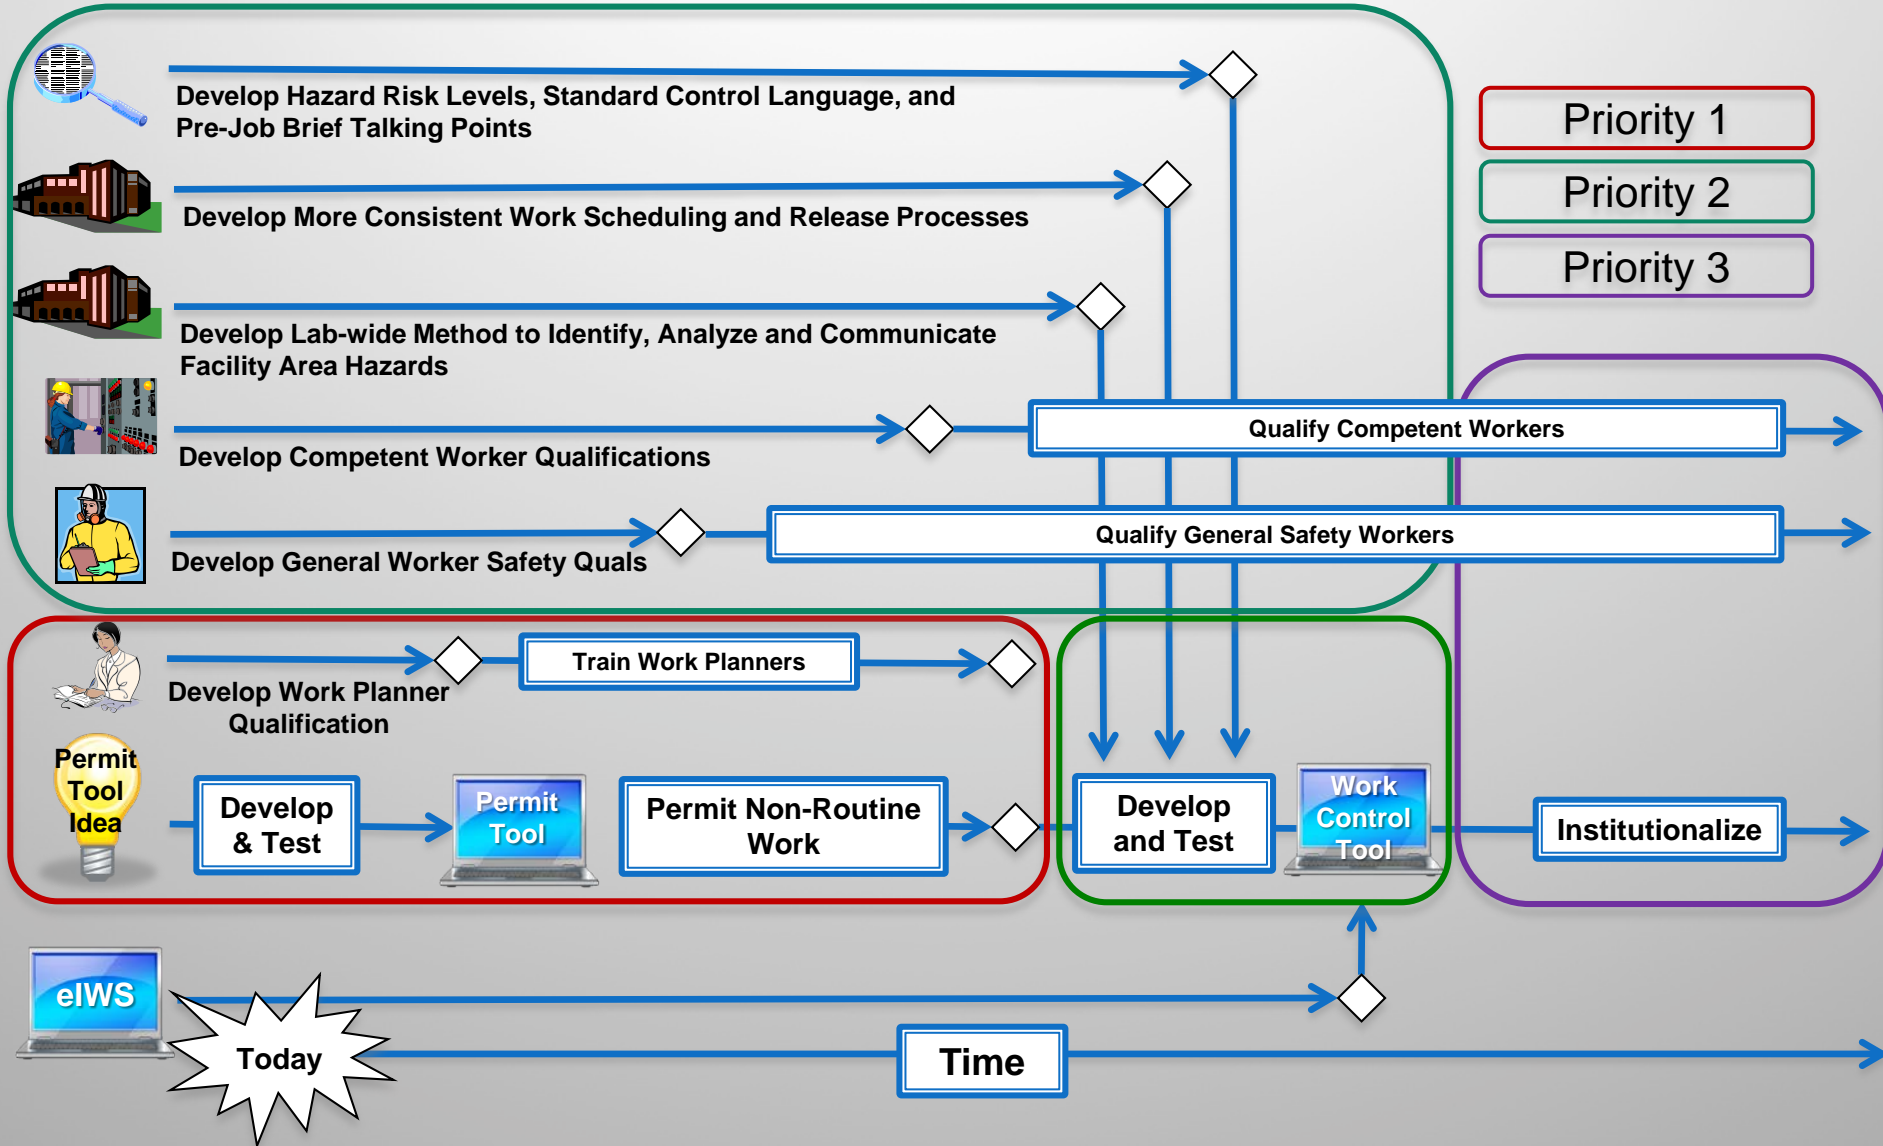 Develop Hazard Risk Levels, Standard Control Language, and
Pre-Job Brief Talking Points
Priority 1
Priority 2
Priority 3
Develop More Consistent Work Scheduling and Release Processes
Develop Lab-wide Method to Identify, Analyze and Communicate
Facility Area Hazards
Qualify Competent Workers
Develop Competent Worker Qualifications
Qualify General Safety Workers
Develop General Worker Safety Quals
Train Work Planners
Develop Work Planner
Qualification
Permit
Tool
Idea
Develop
& Test
Permit
Tool
Permit Non-Routine
Work
Develop
and Test
Work
Control
Tool
Institutionalize
eIWS
Today
Time